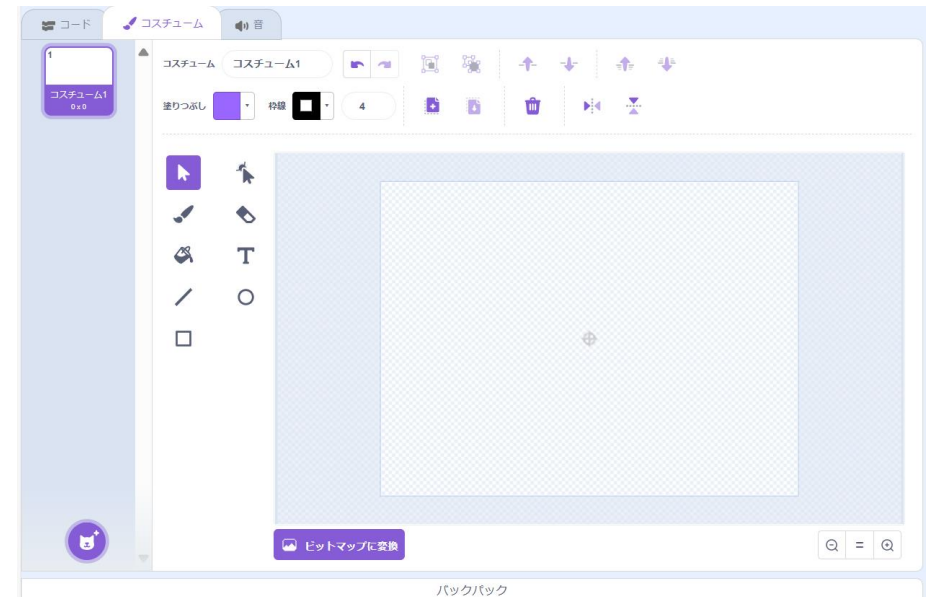 コード
コスチューム
音
1
コスチューム1
0 x 0
コスチューム
コスチューム1
塗りつぶし
枠線
4
T
ビットマップに変換
=
バックパック